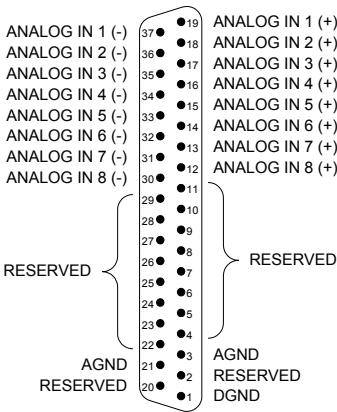 ANALOG IN 1 (-)
ANALOG IN 2 (-)
ANALOG IN 3 (-)
ANALOG IN 4 (-)
ANALOG IN 5 (-)
ANALOG IN 6 (-)
ANALOG IN 7 (-)
ANALOG IN 8 (-)
RESERVED
AGND
RESERVED
37
36
35
34
33
32
31
30
29
28
27
26
25
24
23
22
21
20
19
18
17
16
15
14
13
12
11
10
9
8
7
6
5
4
3
2
1
ANALOG IN 1 (+)
ANALOG IN 2 (+)
ANALOG IN 3 (+)
ANALOG IN 4 (+)
ANALOG IN 5 (+)
ANALOG IN 6 (+)
ANALOG IN 7 (+)
ANALOG IN 8 (+)
RESERVED
AGND
RESERVED
DGND